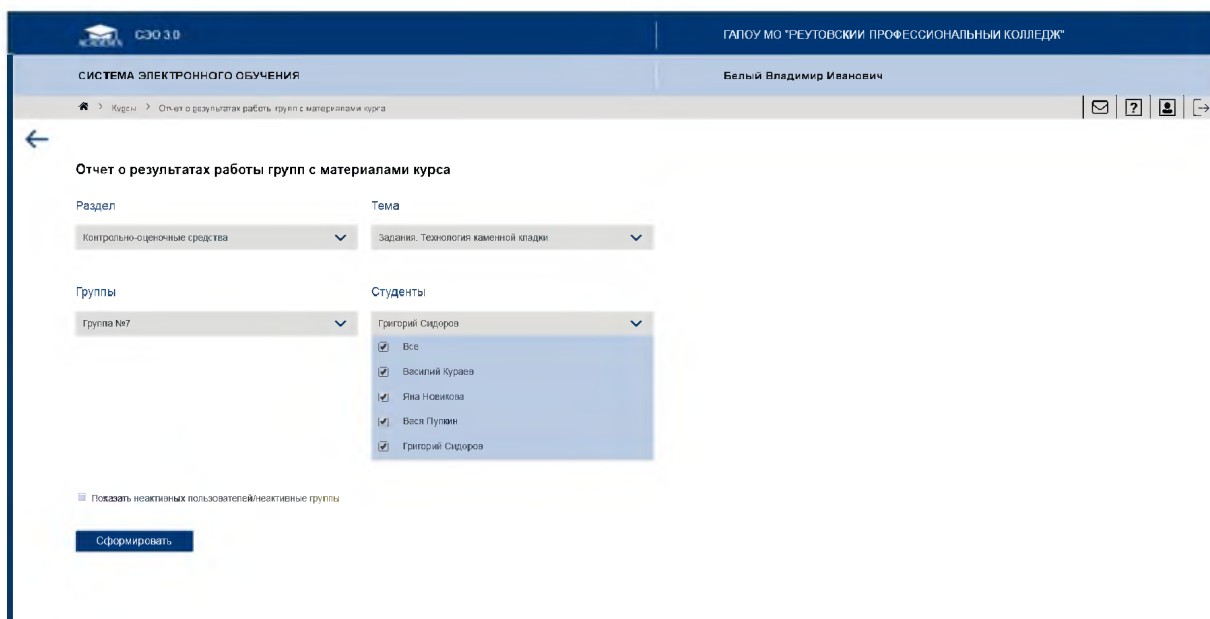 ACADEMIA СЭО 3.0
ГАПОУ МО "РЕУТОВСКИЙ ПРОФЕССИОНАЛЬНЫЙ КОЛЛЕДЖ"
СИСТЕМА ЭЛЕКТРОННОГО ОБУЧЕНИЯ
Белый Владимир Иванович
> Курсы > Отчет о результатах работы групп с материалами курса
?
Отчет о результатах работы групп с материалами курса
Раздел
Тема
Контрольно-оценочные средства
Задания. Технология каменной кладки
Группы
Студенты
Группа №7
Григорий Сидоров
Все
Василий Кураев
Яна Новикова
Вася Пупкин
Григорий Сидоров
Показать неактивных пользователей/неактивные группы
Сформировать